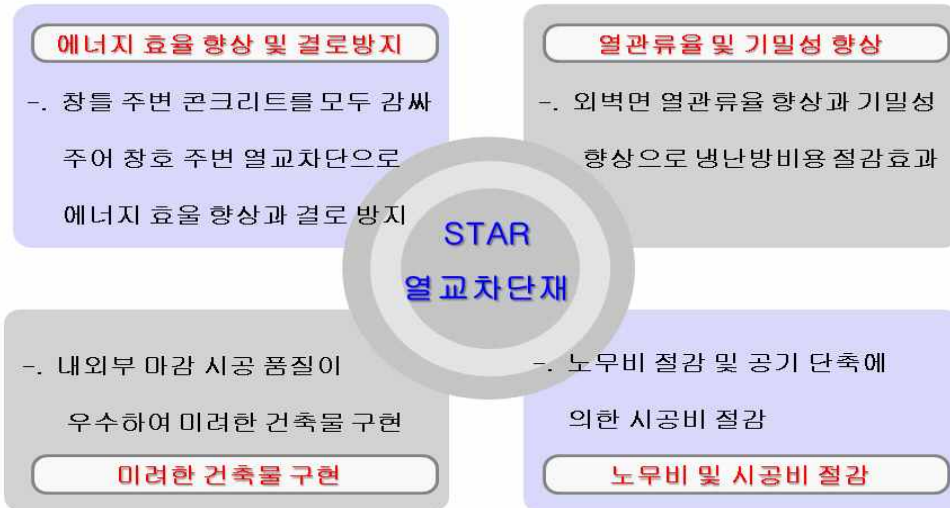 에너지 효율 향상 및 결로방지
-. 창틀 주변 콘크리트를 모두 감싸
주어 창호 주변 열교차단으로
에너지 효울 향상과 결로 방지
열관류율 및 기밀성 향상
-. 외벽면 열관류율 향상과 기밀성
향상으로 냉난방비용 절감효과
STAR
열교차단재
-. 내외부 마감 시공 품질이
우수하여 미려한 건축물 구현
미려한 건축물 구현
-. 노무비 절감 및 공기 단축에
의한 시공비 절감
노무비 및 시공비 절감